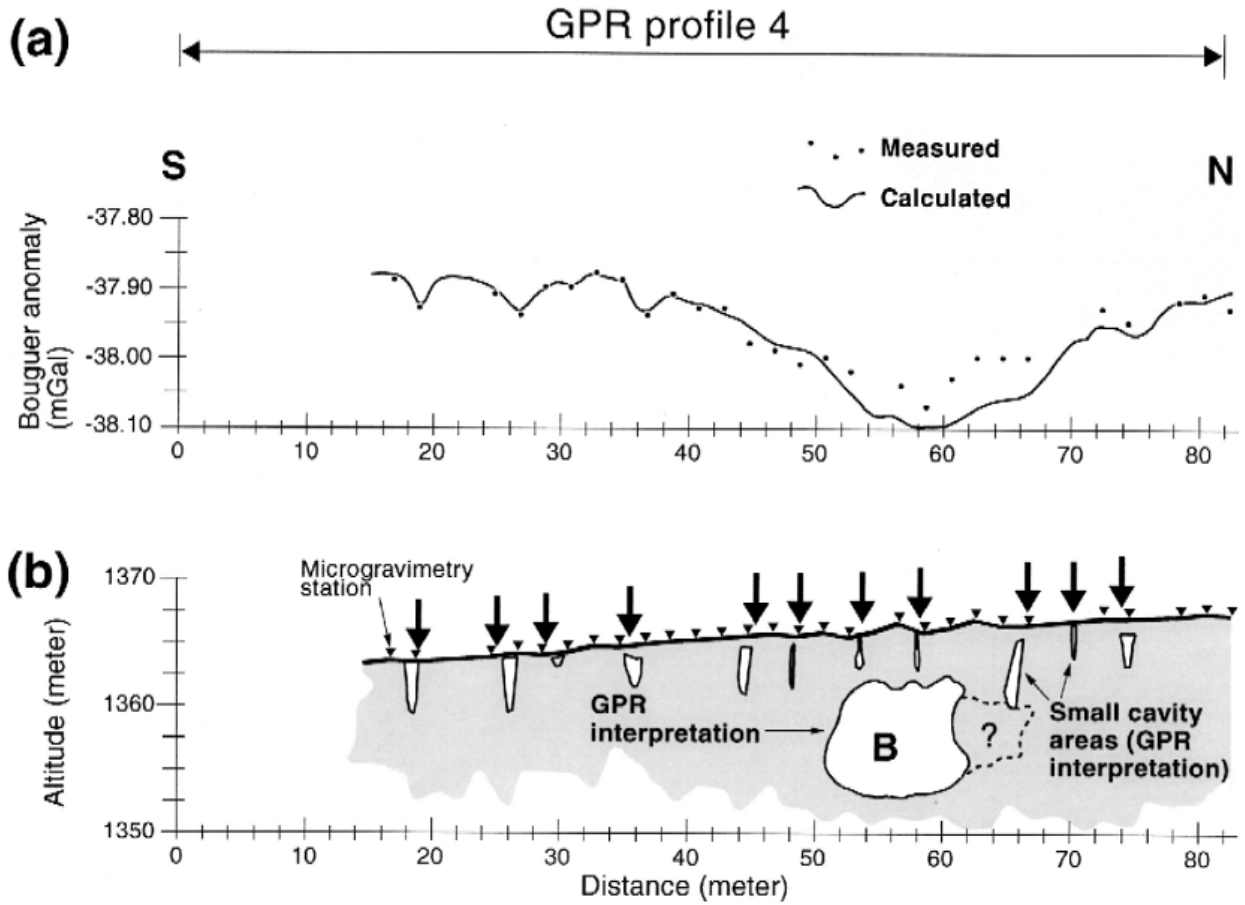 (a)
GPR profile 4
S
N
Measured
Calculated
Bouguer anomaly
(mGal)
-37.80
-37.90
-38.00
-38.10
0
20
30
40
50
60
70
80
(b)
Microgravimetry
station
Altitude (meter)
1370
1360
1350
GPR
interpretation
B
?
Small cavity
areas (GPR
interpretation)
0
20
30
40
50
60
70
80
Distance (meter)